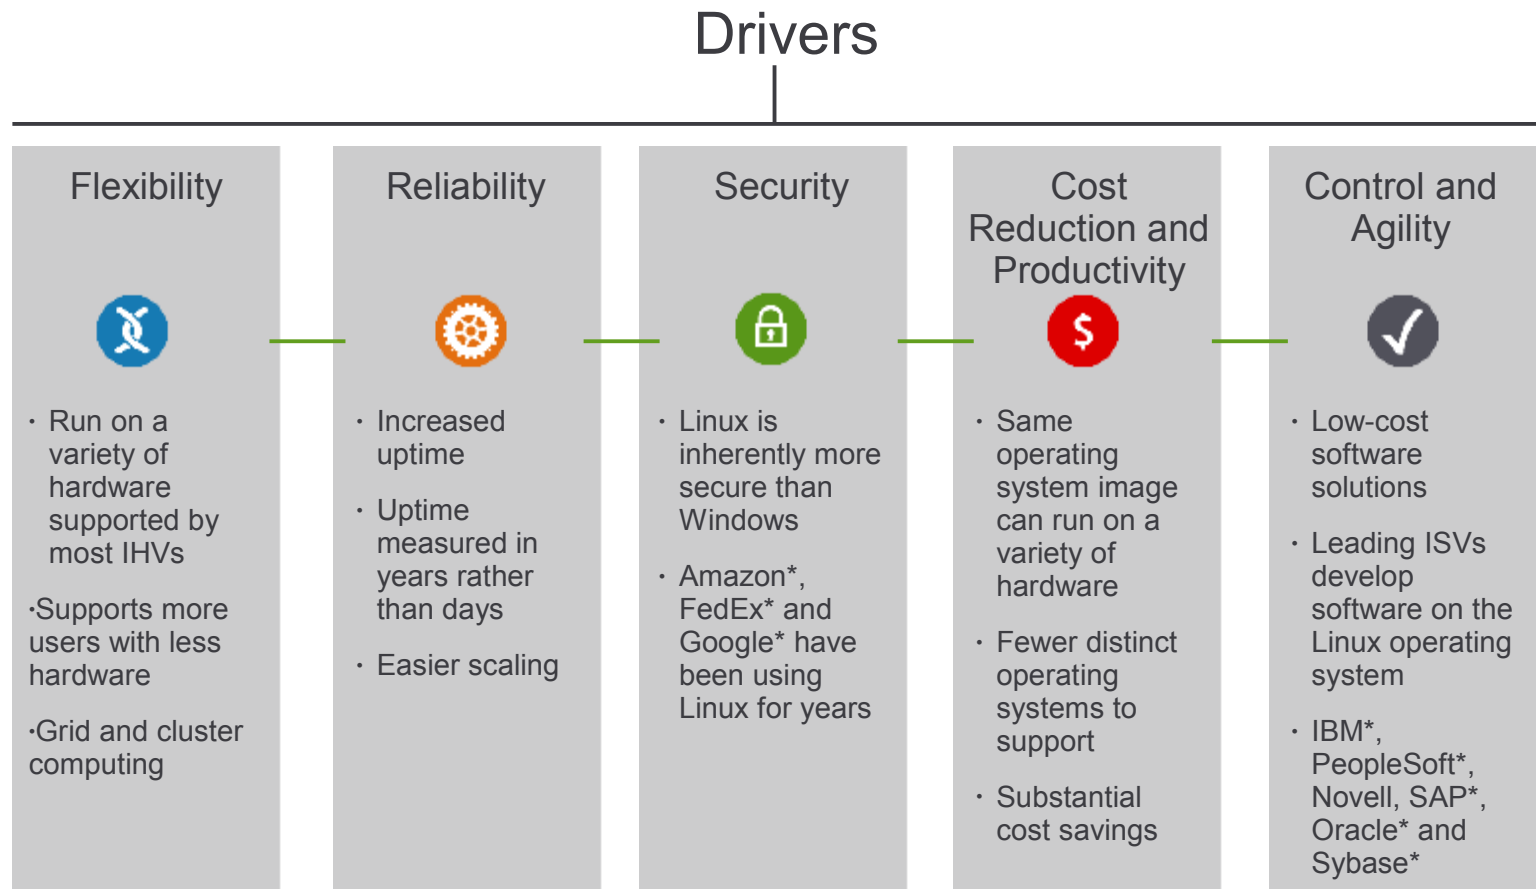 Drivers
Flexibility
· Run on a
variety of
hardware
supported by
most IHVs
·Supports more
users with less
hardware
·Grid and cluster
computing
Reliability
· Increased
uptime
· Uptime
measured in
years rather
than days
· Easier scaling
Security
· Linux is
inherently more
secure than
Windows
· Amazon*,
FedEx* and
Google* have
been using
Linux for years
Cost
Reduction and
Productivity
$
· Same
operating
system image
can run on a
variety of
hardware
· Fewer distinct
operating
systems to
support
· Substantial
cost savings
Control and
Agility
· Low-cost
software
solutions
· Leading ISVs
develop
software on the
Linux operating
system
· IBM*,
PeopleSoft*,
Novell, SAP*,
Oracle* and
Sybase*